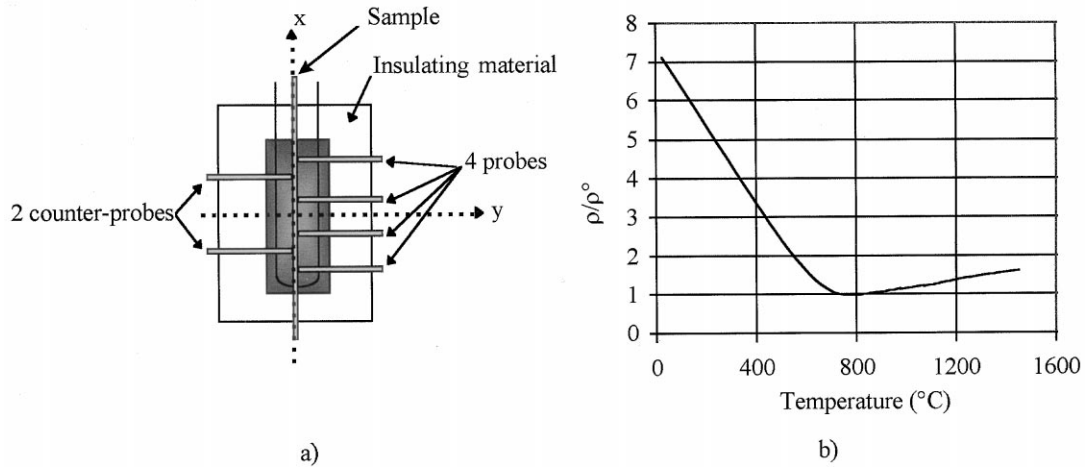 x
Sample
Insulating material
4 probes
2 counter-probes
y
a)
8
7
6
5
4
3
2
1
0
ρ/ρ°
0 400 800 1200 1600
Temperature (°C)
b)